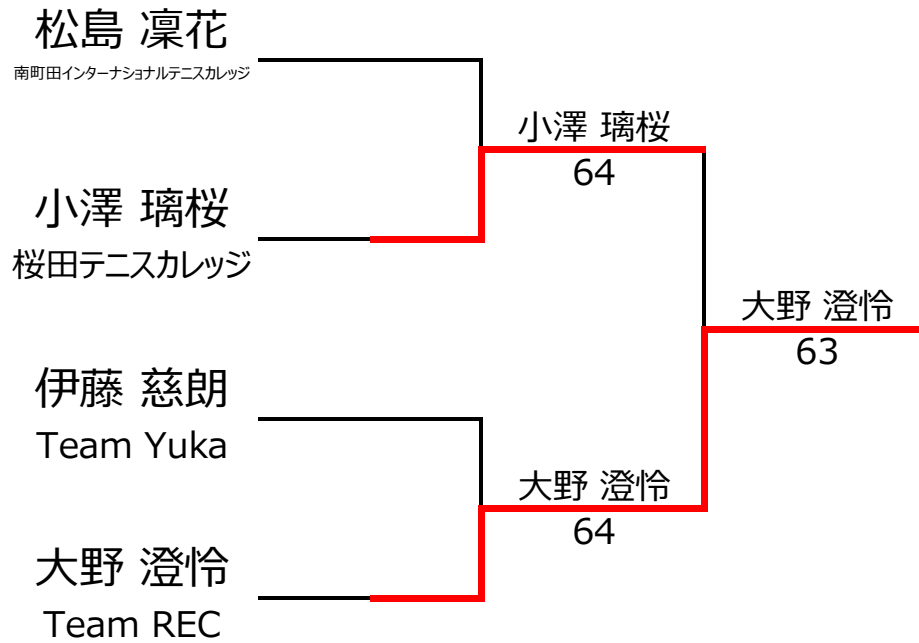 松島 凜花
南町田インターナショナルテニスカレッジ
小澤 璃桜
64
小澤 璃桜
桜田テニスカレッジ
大野 澄怜
63
伊藤 慈朗
Team Yuka
大野 澄怜
64
大野 澄怜
Team REC